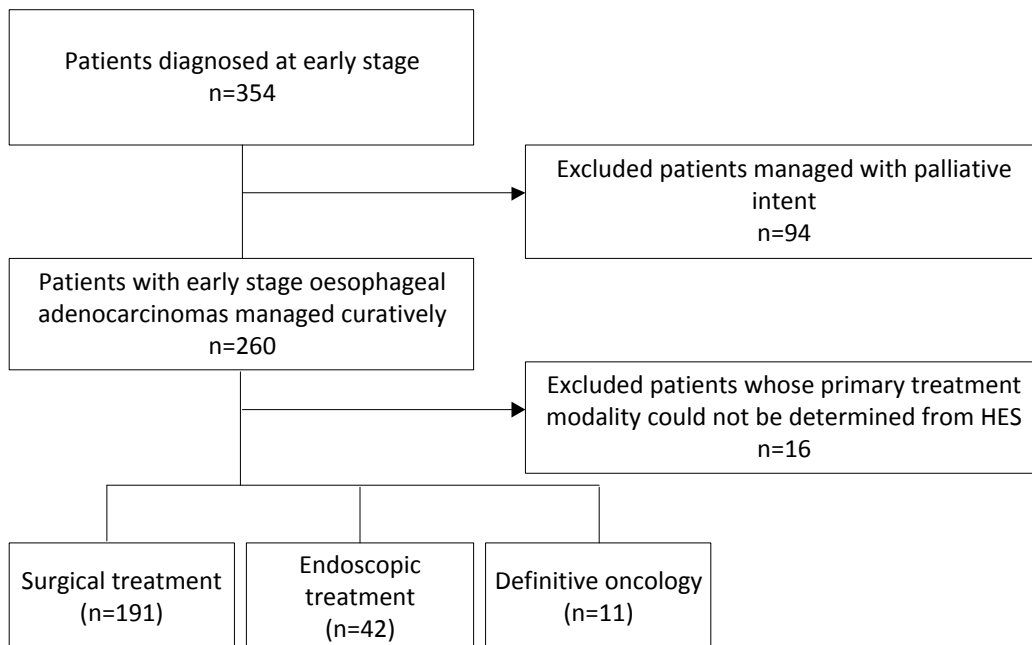 Patients diagnosed at early stage
n=354
Excluded patients managed with palliative
intent
n=94
Patients with early stage oesophageal
adenocarcinomas managed curatively
n=260
Excluded patients whose primary treatment
modality could not be determined from HES
n=16
Surgical treatment
(n=191)
Endoscopic
treatment
(n=42)
Definitive oncology
(n=11)